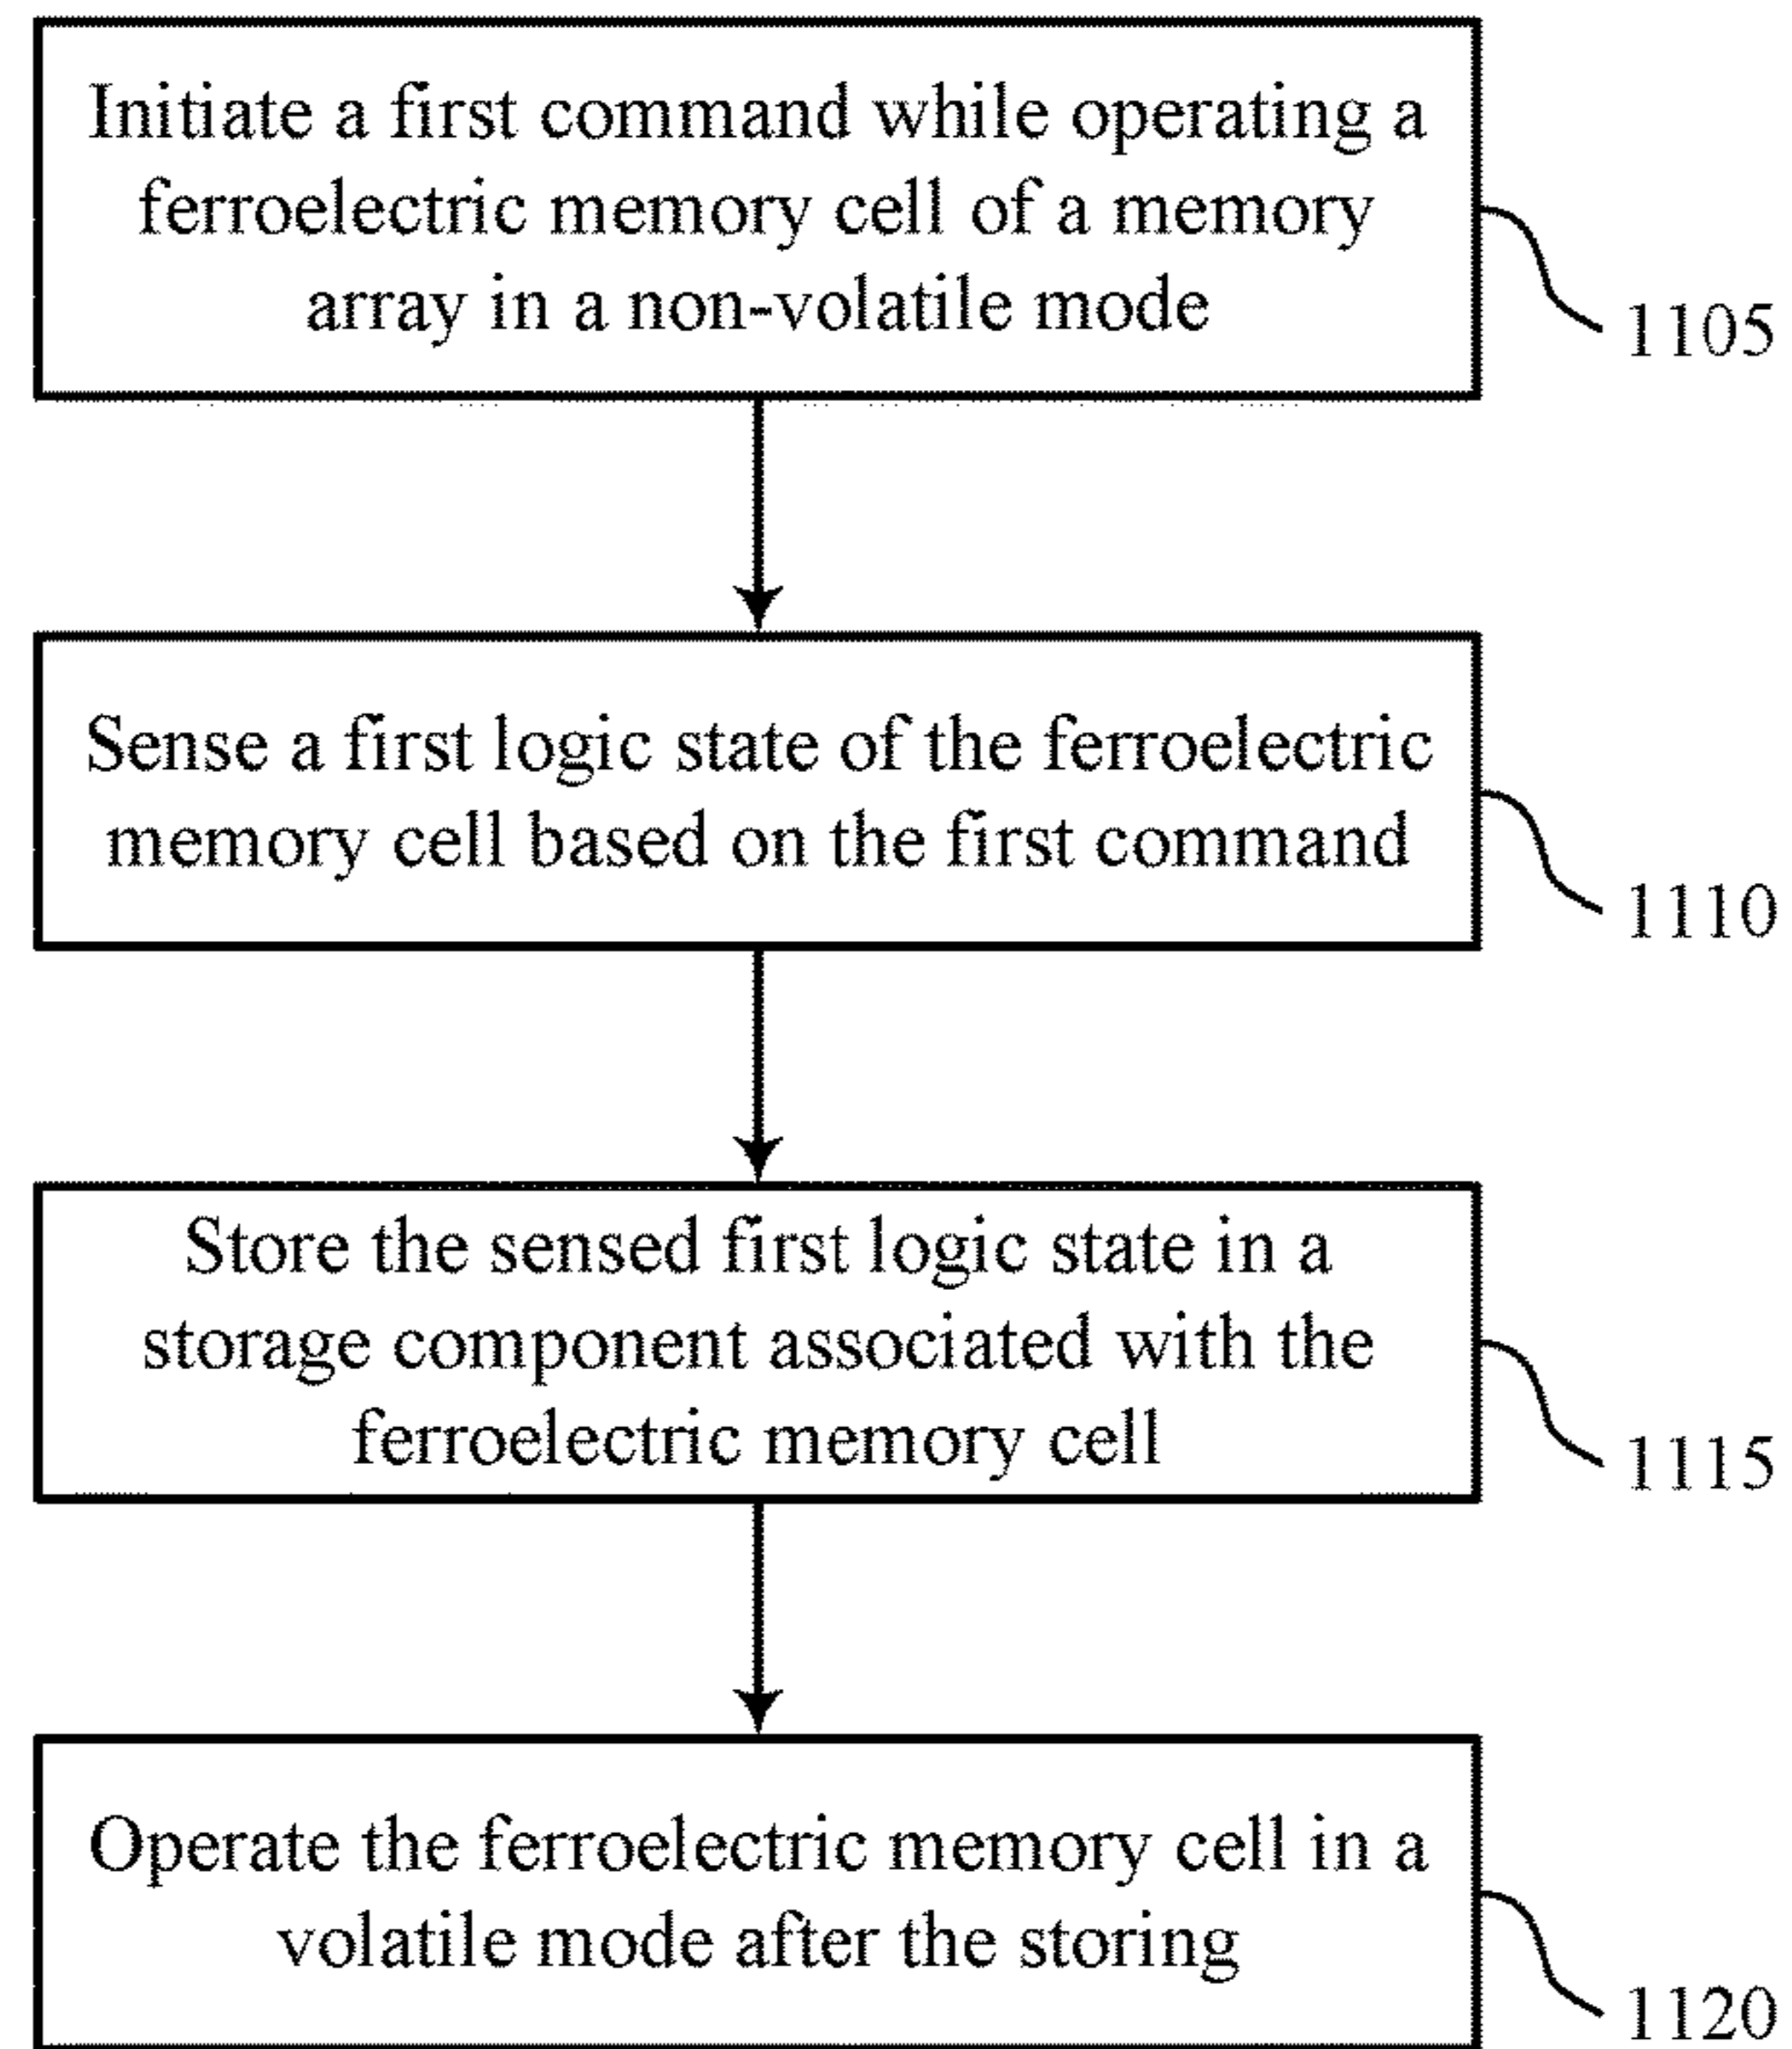 Initiate a first command while operating a
ferroelectric memory cell of a memory
array in a non-volatile mode
1105
Sense a first logic state of the ferroelectric
memory cell based on the first command
1110
Store the sensed first logic state in a
storage component associated with the
ferroelectric memory cell
1115
Operate the ferroelectric memory cell in a
volatile mode after the storing
1120